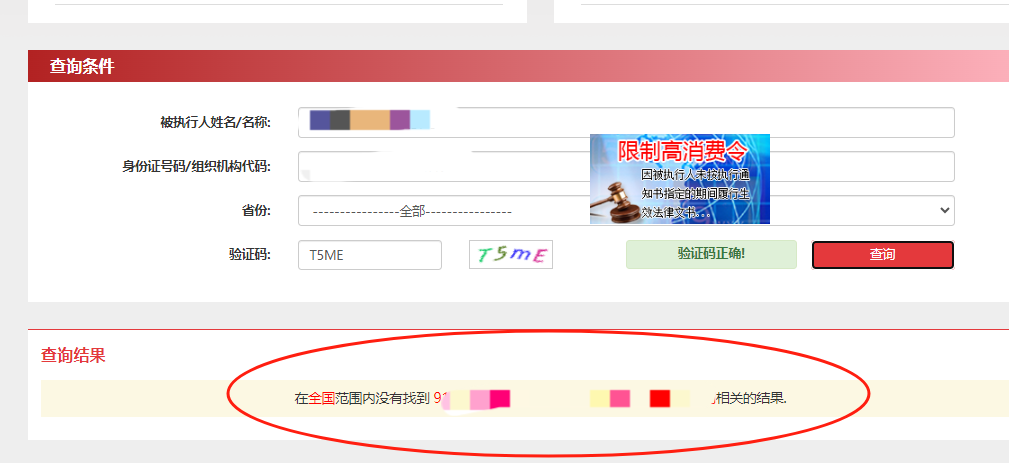 查询条件
被执行人姓名/名称:
限制高消费令
因被执行人未按执行通
知书指定的期间履行生
效法律文书...
身份证号码/组织机构代码:
省份: ----------------全部----------------
验证码: T5ME T5mE 验证码正确! 查询
查询结果
在全国范围内没有找到 91 相关的结果.